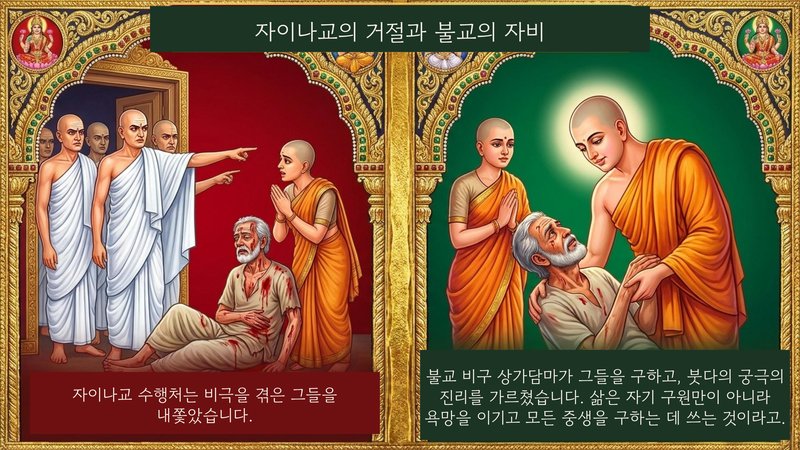 자이나교의 거절과 불교의 자비
자이나교 수행처는 비극을 겪은 그들을
내쫓았습니다.
불교 비구 상가담마가 그들을 구하고, 붓다의 궁극의
진리를 가르쳤습니다. 삶은 자기 구원만이 아니라
욕망을 이기고 모든 중생을 구하는 데 쓰는 것이라고.